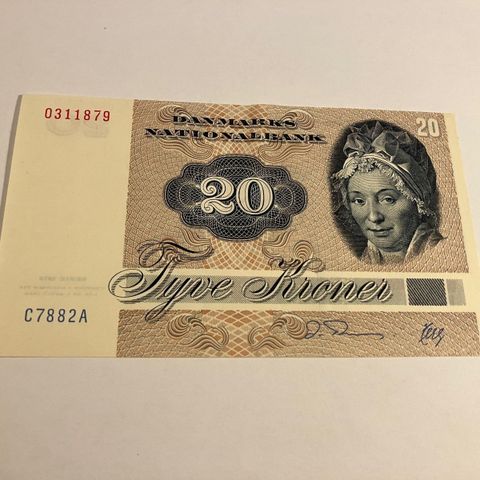 0311879
DANMARKS
NATIONALBANK
20
20
Tyve Kroner
C7882A